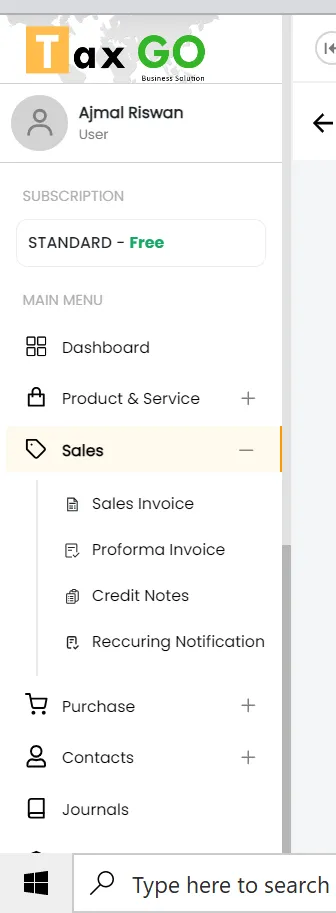 Tax GO
Business Solution
Ajmal Riswan
User
SUBSCRIPTION
STANDARD - Free
MAIN MENU
Dashboard
Product & Service
Sales
Sales Invoice
Proforma Invoice
Credit Notes
Reccuring Notification
Purchase
Contacts
Journals
Type here to search